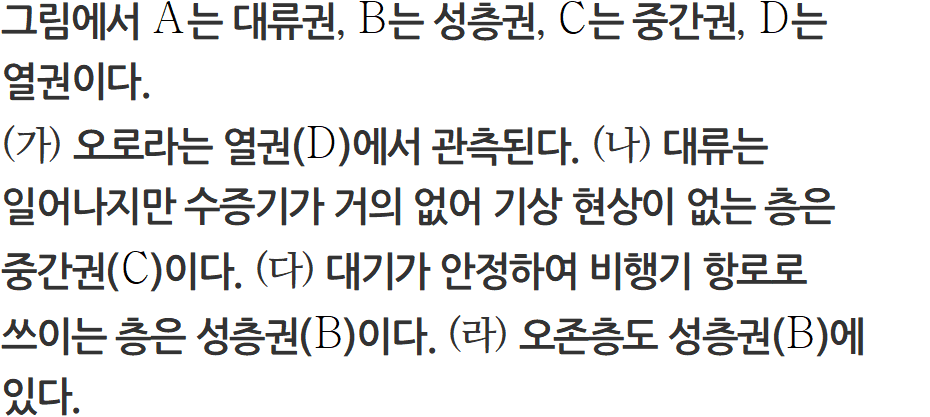 그림에서 A는 대류권, B는 성층권, C는 중간권, D는
열권이다.
(가) 오로라는 열권(D)에서 관측된다. (나) 대류는
일어나지만 수증기가 거의 없어 기상 현상이 없는 층은
중간권(C)이다. (다) 대기가 안정하여 비행기 항로로
쓰이는 층은 성층권(B)이다. (라) 오존층도 성층권(B)에
있다.